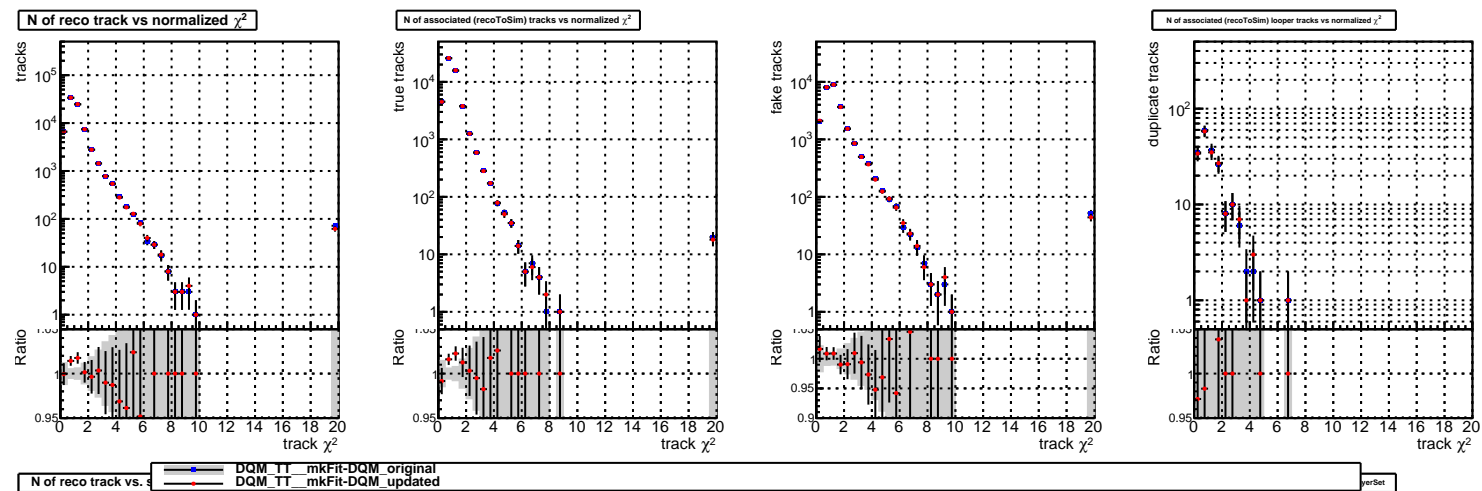 N of reco track vs normalized χ²
N of associated (recoToSim) tracks vs normalized χ²
N of associated (recoToSim) looper tracks vs normalized χ²
tracks
10⁵
10⁴
10³
10²
10
1
Ratio
1
0.95
0 2 4 6 8 10 12 14 16 18 20
track χ²
true tracks
10⁴
10³
10²
10
1
Ratio
1
0.95
0 2 4 6 8 10 12 14 16 18 20
track χ²
fake tracks
10⁴
10³
10²
10
1
Ratio
1
0.95
0.9
0 2 4 6 8 10 12 14 16 18 20
track χ²
duplicate tracks
10²
10
1
Ratio
1
0.95
0 2 4 6 8 10 12 14 16 18 20
track χ²
N of reco track vs. s
DQM_TT__mkFit-DQM_original
DQM_TT__mkFit-DQM_updated
yerSet